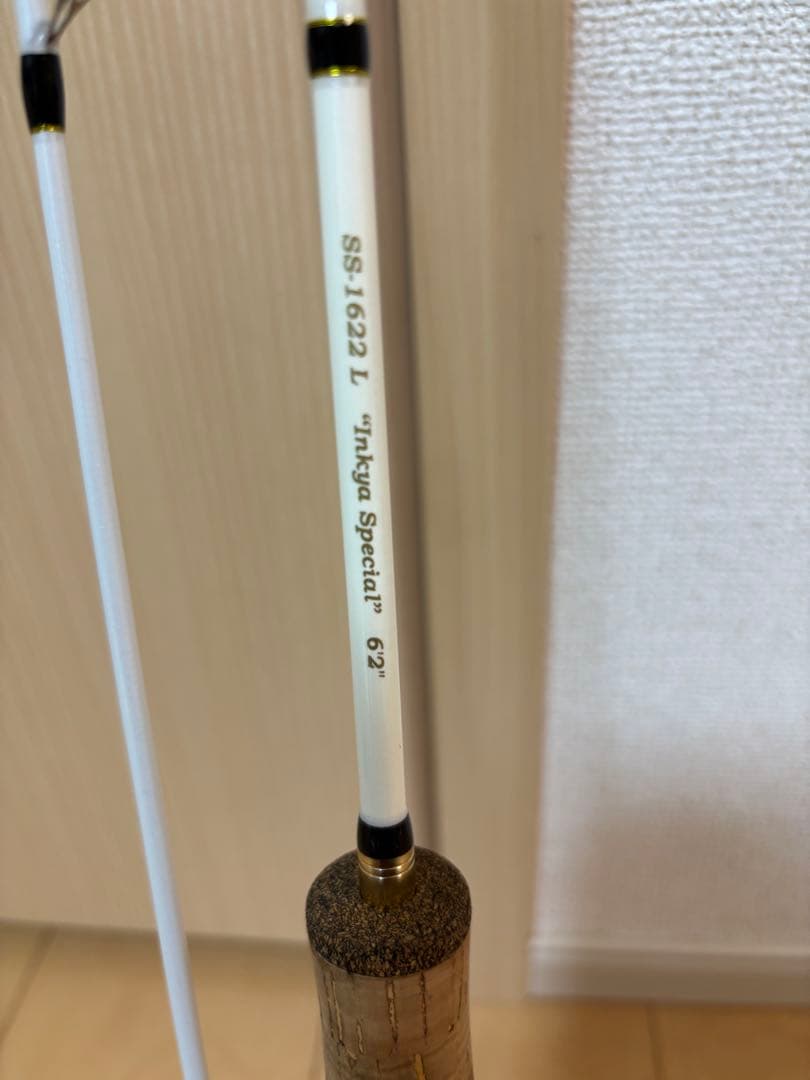 SS-1622 L “Inkya Special” 6'2"